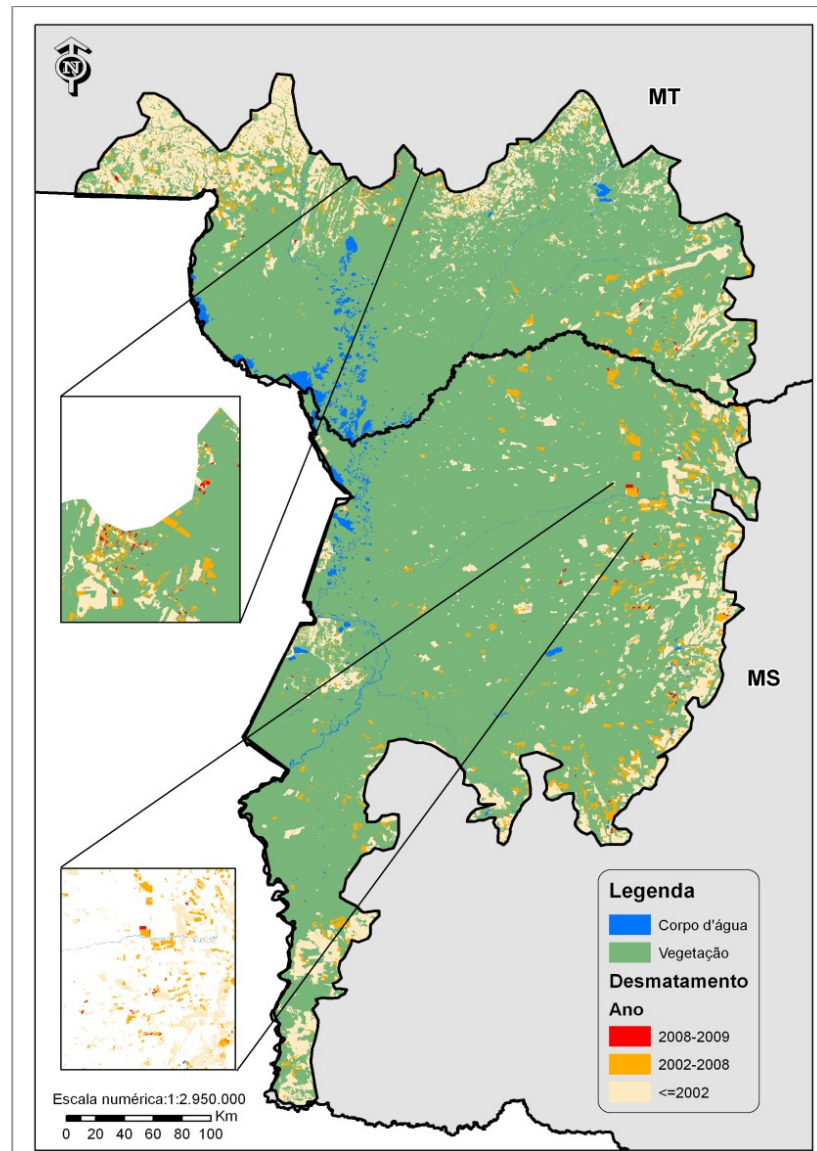 N
MT
MS
Legenda
Corpo d'água
Vegetação
Desmatamento
Ano
2008-2009
2002-2008
<=2002
Escala numérica:1:2.950.000
Km
0 20 40 60 80 100